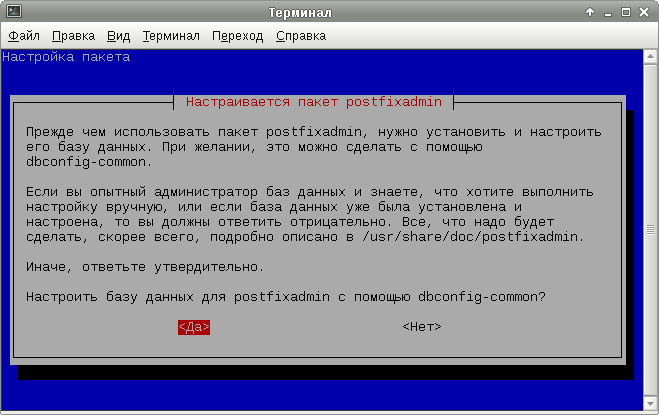 Терминал
Файл Правка Вид Терминал Переход Справка
Настройка пакета
Настраивается пакет postfixadmin
Прежде чем использовать пакет postfixadmin, нужно установить и настроить
его базу данных. При желании, это можно сделать с помощью
dbconfig-common.
Если вы опытный администратор баз данных и знаете, что хотите выполнить
настройку вручную, или если база данных уже была установлена и
настроена, то вы должны ответить отрицательно. Все, что надо будет
сделать, скорее всего, подробно описано в /usr/share/doc/postfixadmin.
Иначе, ответьте утвердительно.
Настроить базу данных для postfixadmin с помощью dbconfig-common?
<Да> <Нет>